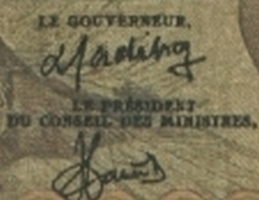 LE GOUVERNEUR,
LE PRÉSIDENT
DU CONSEIL DES MINISTRES,